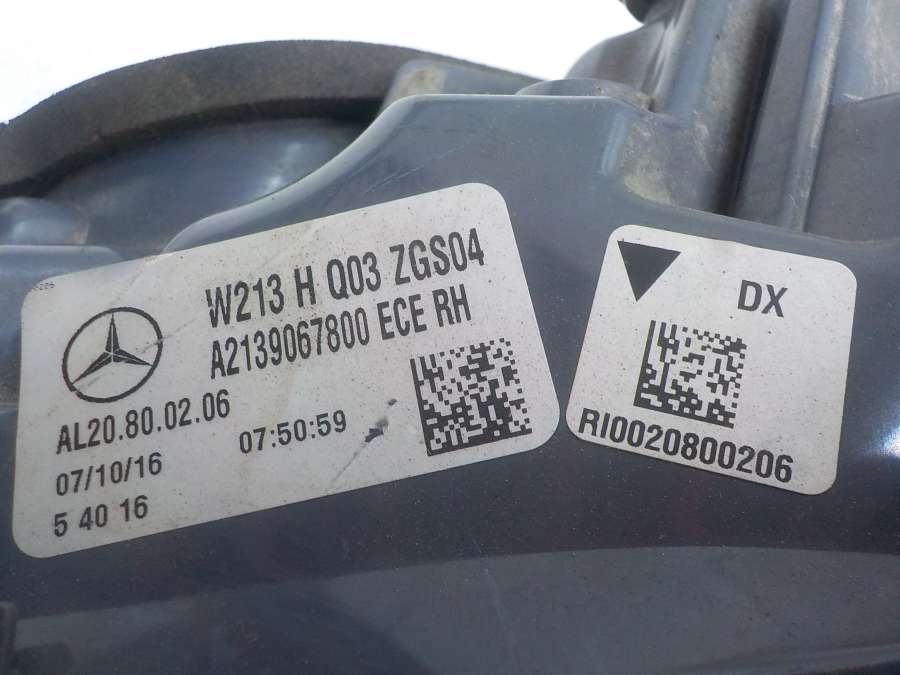 W213 H Q03 ZGS04
A2139067800 ECE RH
AL20.80.02.06
07/10/16
07:50:59
5 40 16
DX
RI0020800206